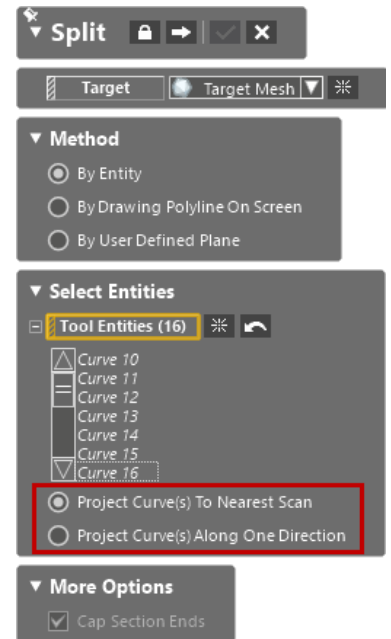 Split
Target Target Mesh
Method
By Entity
By Drawing Polyline On Screen
By User Defined Plane
Select Entities
Tool Entities (16)
Curve 10
Curve 11
Curve 12
Curve 13
Curve 14
Curve 15
Curve 16
Project Curve(s) To Nearest Scan
Project Curve(s) Along One Direction
More Options
Cap Section Ends